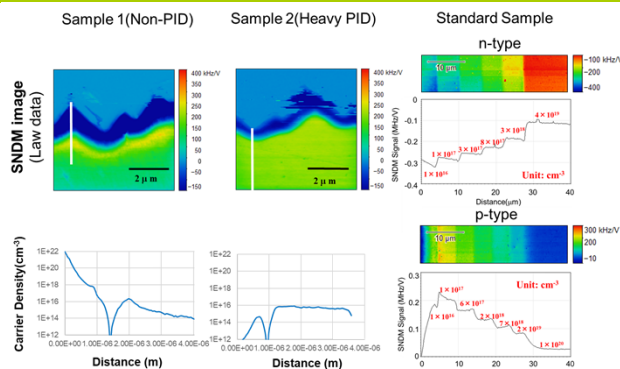 Sample 1(Non-PID)
Sample 2(Heavy PID)
Standard Sample
n-type
SNDM image
(Law data)
400 kHz/V
350
300
250
200
150
100
50
0
-50
-100
-150
2 μ m
400 kHz/V
350
300
250
200
150
100
50
0
-50
-100
-150
2 μ m
10 μm
-100 kHz/V
-200
-400
SNDM Signal (MHz/V)
0
-0.1
-0.2
-0.3
-0.4
1×10¹⁶
1×10¹⁷
3×10¹⁷
8×10¹⁷
3×10¹⁸
4×10¹⁹
Unit: cm⁻³
0
10
20
30
40
Distance(μm)
p-type
10 μm
300 kHz/V
200
-10
Carrier Density(cm⁻³)
1E+22
1E+20
1E+18
1E+16
1E+14
1E+12
0.00E+00
1.00E-06
2.00E-06
3.00E-06
4.00E-06
Distance (m)
1E+22
1E+20
1E+18
1E+16
1E+14
1E+12
0.00E+00
1.00E-06
2.00E-06
3.00E-06
4.00E-06
Distance (m)
SNDM Signal (MHz/V)
0.3
0.2
0.1
0
1×10¹⁶
1×10¹⁷
6×10¹⁷
2×10¹⁸
7×10¹⁸
2×10¹⁹
1×10²⁰
Unit: cm⁻³
0
10
20
30
40